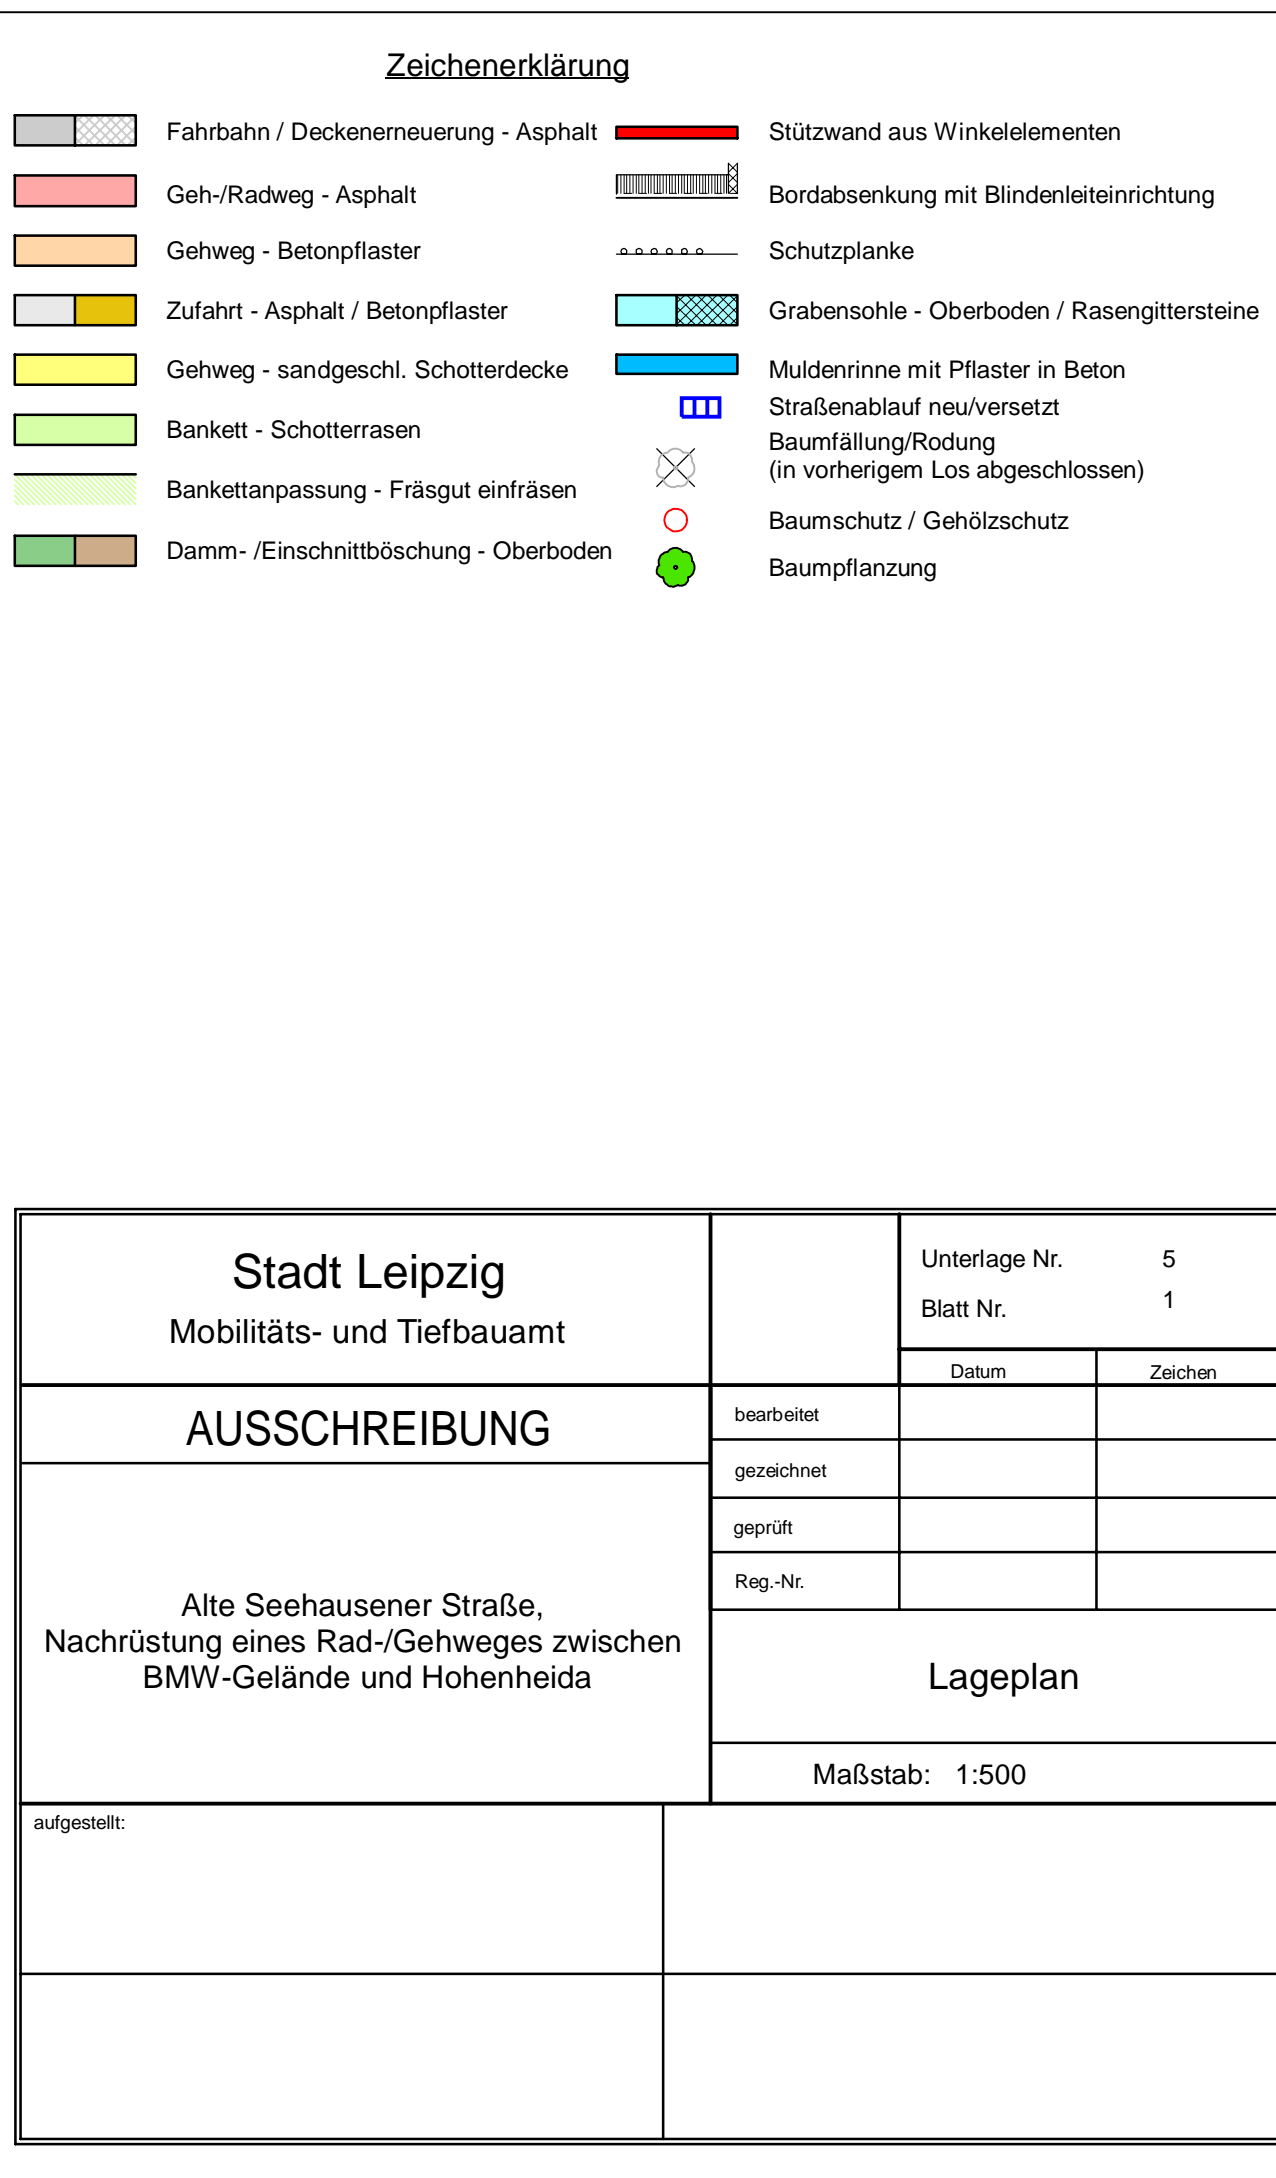 Zeichenerklärung
Fahrbahn / Deckenerneuerung - Asphalt
Geh-/Radweg - Asphalt
Gehweg - Betonpflaster
Zufahrt - Asphalt / Betonpflaster
Gehweg - sandgeschl. Schotterdecke
Bankett - Schotterrasen
Bankettanpassung - Fräsgut einfräsen
Damm- /Einschnittböschung - Oberboden
Stützwand aus Winkelelementen
Bordabsenkung mit Blindenleiteinrichtung
Schutzplanke
Grabensohle - Oberboden / Rasengittersteine
Muldenrinne mit Pflaster in Beton
Straßenablauf neu/versetzt
Baumfällung/Rodung
(in vorherigem Los abgeschlossen)
Baumschutz / Gehölzschutz
Baumpflanzung
Stadt Leipzig
Mobilitäts- und Tiefbauamt
Unterlage Nr. 5
Blatt Nr. 1
Datum Zeichen
AUSSCHREIBUNG
bearbeitet
gezeichnet
geprüft
Reg.-Nr.
Alte Seehausener Straße,
Nachrüstung eines Rad-/Gehweges zwischen
BMW-Gelände und Hohenheida
Lageplan
Maßstab: 1:500
aufgestellt: